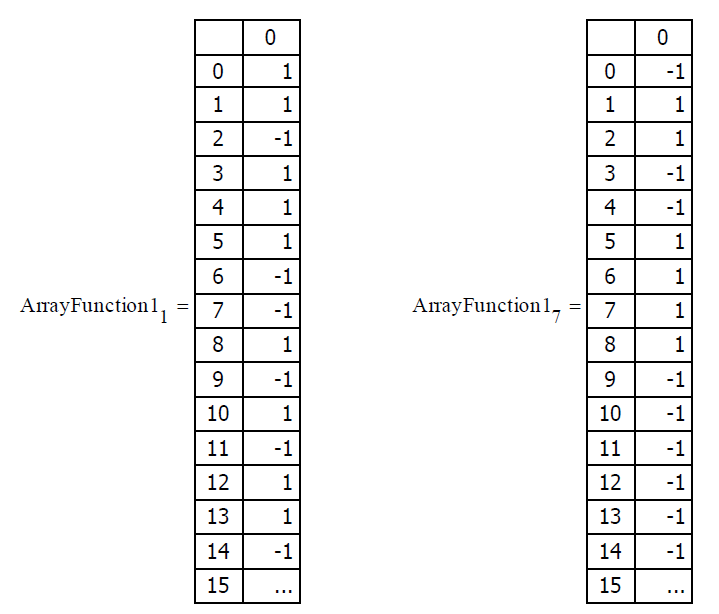 0 0
0 1 0 -1
1 1 1 1
2 -1 2 1
3 1 3 -1
4 1 4 -1
5 1 5 1
6 -1 6 1
ArrayFunction1₁ = 7 -1 ArrayFunction1₇ = 7 1
8 1 8 1
9 -1 9 -1
10 1 10 -1
11 -1 11 -1
12 1 12 -1
13 1 13 -1
14 -1 14 -1
15 ... 15 ...